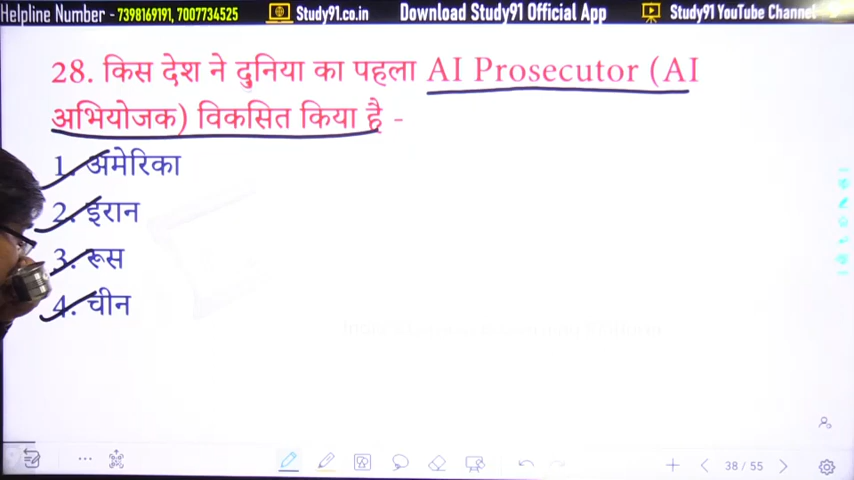 Helpline Number - 7398169191, 7007734525 Study91.co.in Download Study91 Official App Study91 YouTube Channel
28. किस देश ने दुनिया का पहला AI Prosecutor (AI
अभियोजक) विकसित किया है -
1. अमेरिका
2. ईरान
3. रूस
4. चीन
38 / 55